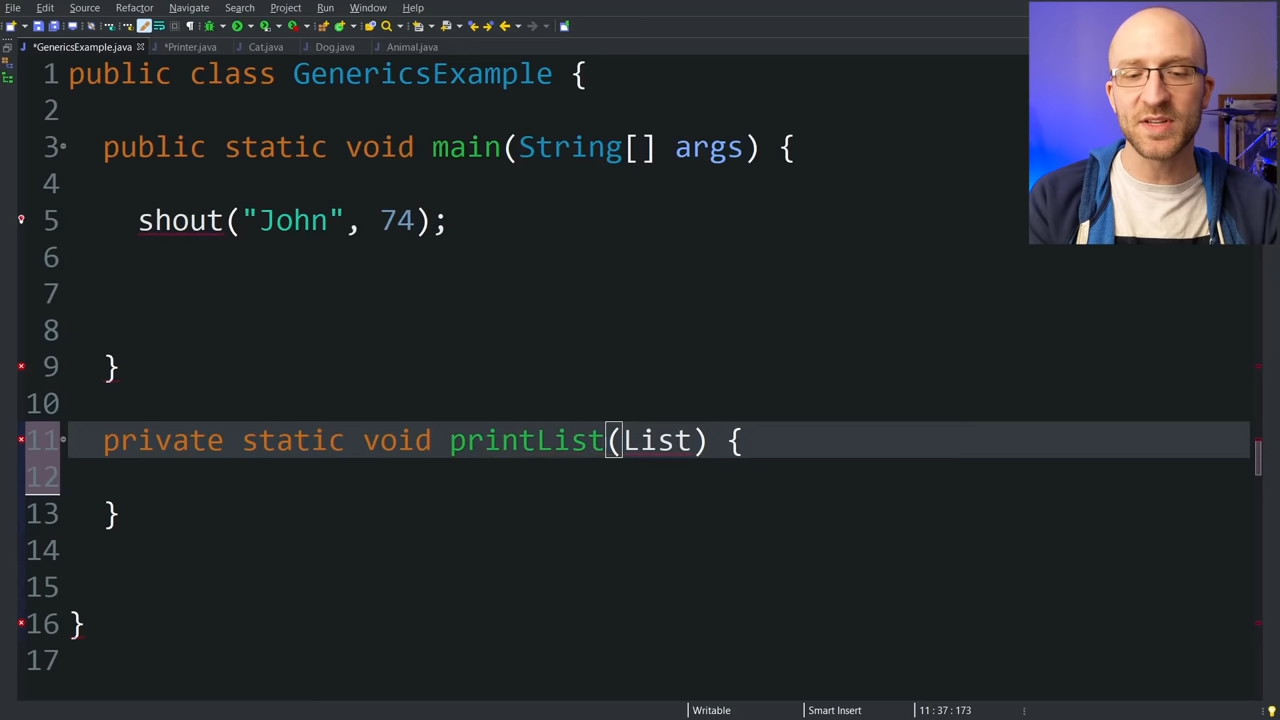 File Edit Source Refactor Navigate Search Project Run Window Help
*GenericsExample.java *Printer.java Cat.java Dog.java Animal.java
1 public class GenericsExample {
2
3 public static void main(String[] args) {
4
5 shout("John", 74);
6
7
8
9 }
10
11 private static void printList(List) {
12
13 }
14
15
16 }
17
Writable Smart Insert 11 : 37 : 173